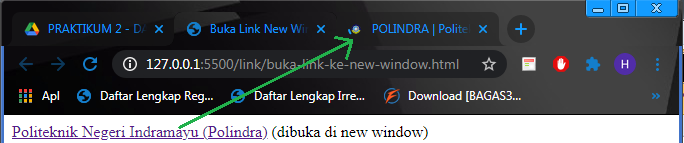 PRAKTIKUM 2 - DA
Buka Link New Wi
POLINDRA | Polite
127.0.0.1:5500/link/buka-link-ke-new-window.html
H
Apl
Daftar Lengkap Reg...
Daftar Lengkap Irre...
Download [BAGAS3...
»
Politeknik Negeri Indramayu (Polindra) (dibuka di new window)